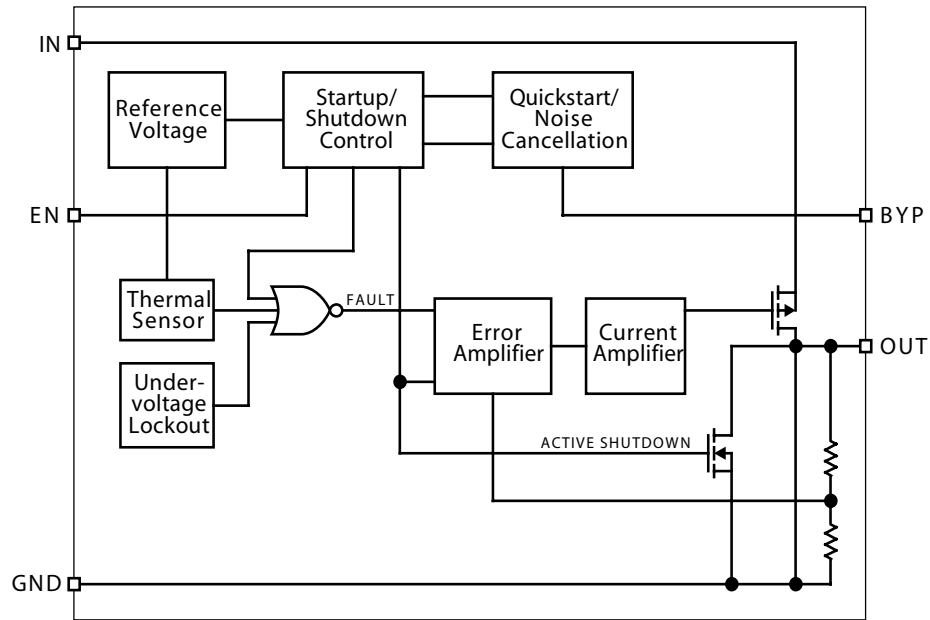 IN
Reference
Voltage
Startup/
Shutdown
Control
Quickstart/
Noise
Cancellation
EN
BYP
Thermal
Sensor
FAULT
Error
Amplifier
Current
Amplifier
OUT
Under-
voltage
Lockout
ACTIVE SHUTDOWN
GND